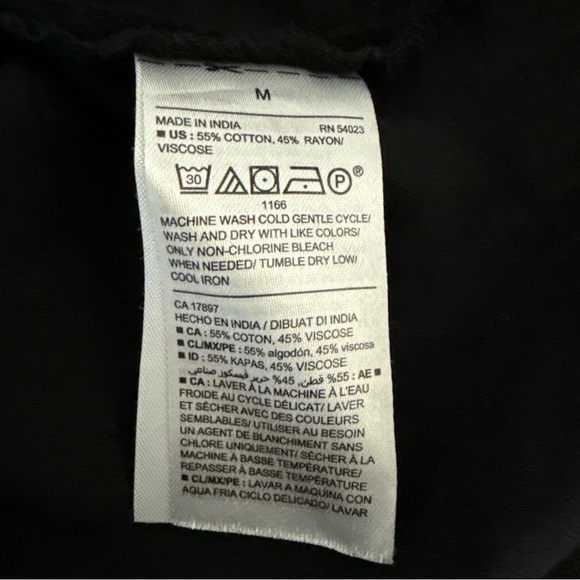 M
MADE IN INDIA RN 54023
■ US : 55% COTTON, 45% RAYON/
VISCOSE
30 P®
1166
MACHINE WASH COLD GENTLE CYCLE/
WASH AND DRY WITH LIKE COLORS/
ONLY NON-CHLORINE BLEACH
WHEN NEEDED/ TUMBLE DRY LOW/
COOL IRON
CA 17897
HECHO EN INDIA / DIBUAT DI INDIA
■ CA : 55% COTON, 45% VISCOSE
■ CL/MX/PE : 55% algodón, 45% viscosa
■ ID : 55% KAPAS, 45% VISCOSE
■ AE : 55% قطن, 45% حرير فيسكوز صناعي
■ CA : LAVER À LA MACHINE À L'EAU
FROIDE AU CYCLE DÉLICAT/ LAVER
ET SÉCHER AVEC DES COULEURS
SEMBLABLES/ UTILISER AU BESOIN
UN AGENT DE BLANCHIMENT SANS
CHLORE UNIQUEMENT/ SÉCHER À LA
MACHINE À BASSE TEMPÉRATURE/
REPASSER À BASSE TEMPÉRATURE
■ CL/MX/PE : LAVAR A MAQUINA CON
AGUA FRIA CICLO DELICADO/ LAVAR